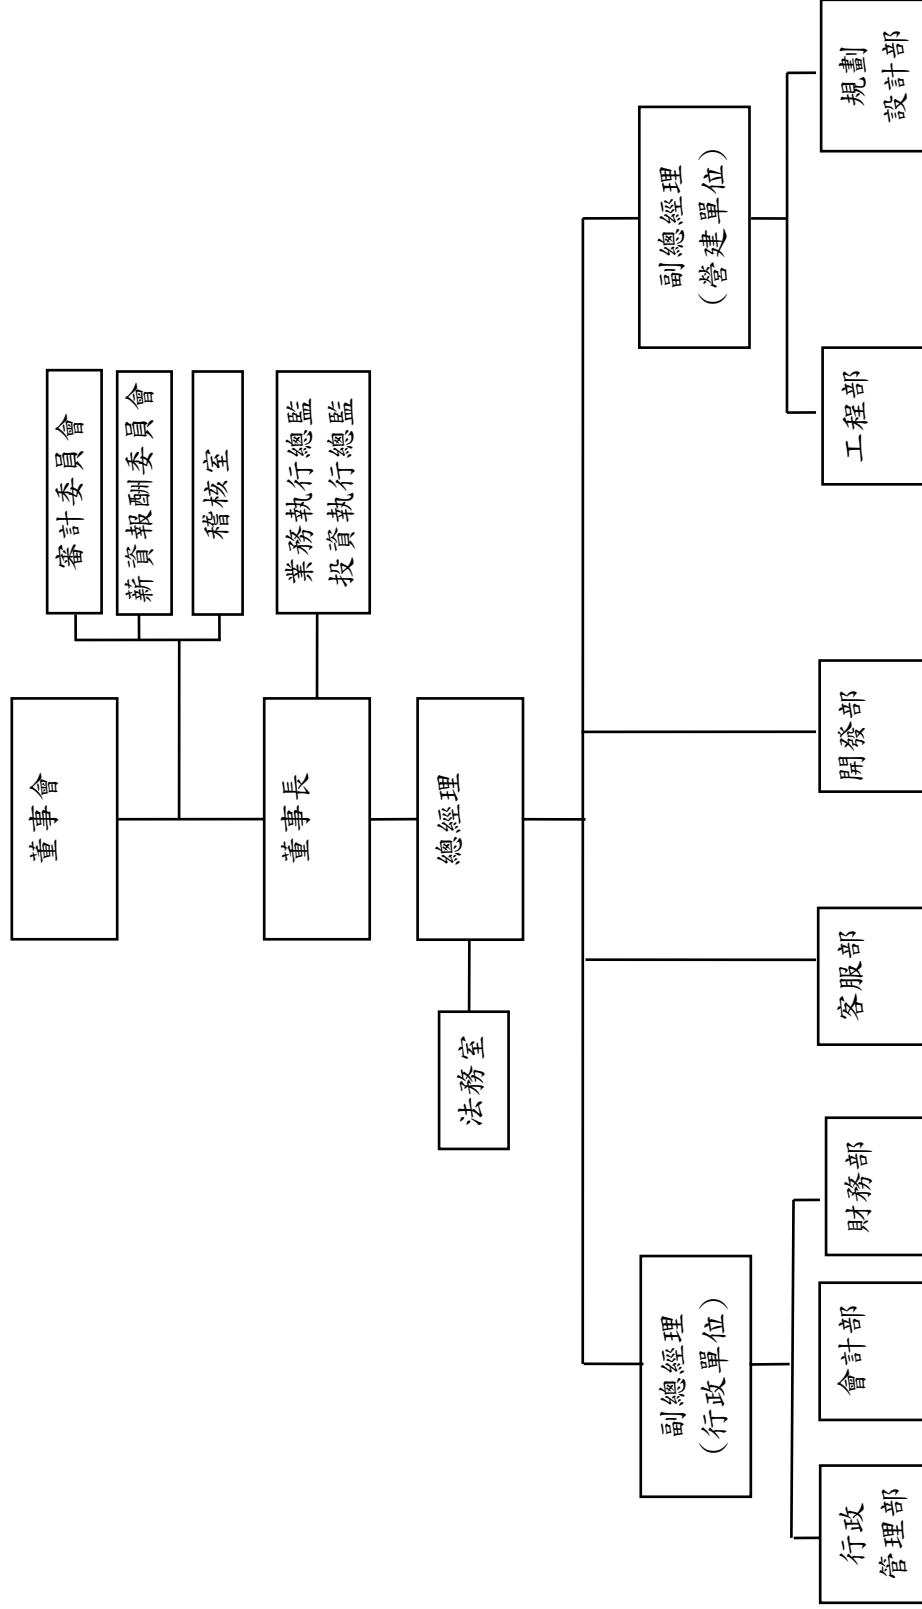 董事會
審計委員會
薪資報酬委員會
稽核室
董事長
業務執行總監
投資執行總監
總經理
法務室
副總經理
(行政單位)
副總經理
(營建單位)
行政
管理部
會計部
財務部
客服部
開發部
工程部
規劃
設計部